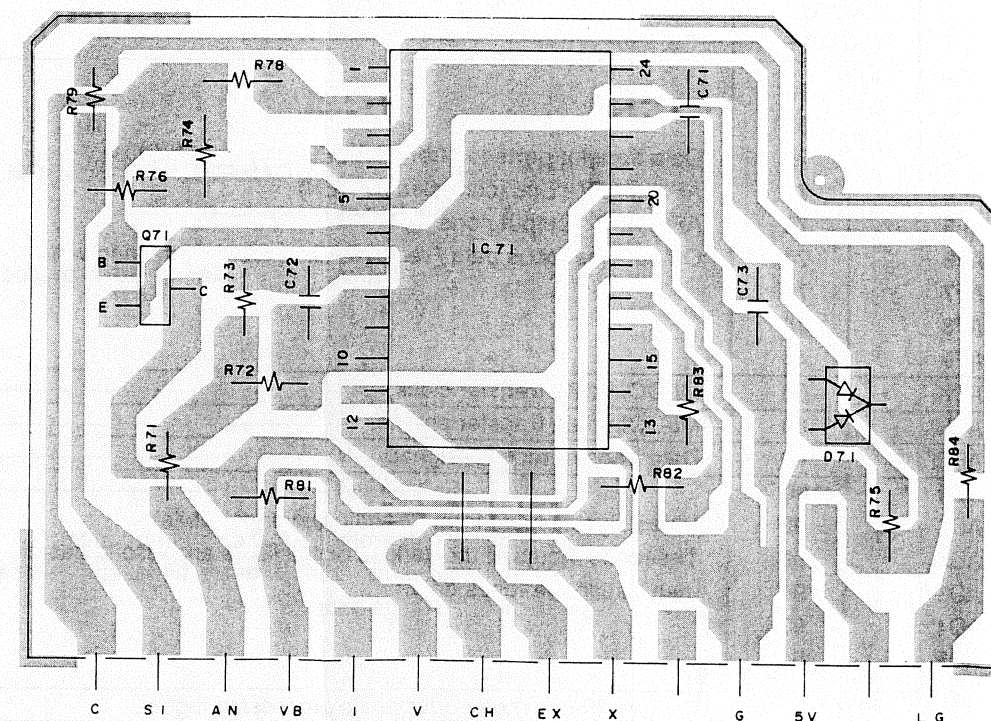 R79
R78
1
24
C71
R74
R76
5
20
Q71
IC71
B
C
E
R73
C72
C73
R72
10
15
R83
12
13
R71
D71
R84
R81
R82
R75
C SI AN VB I V CH EX X G 5V L G